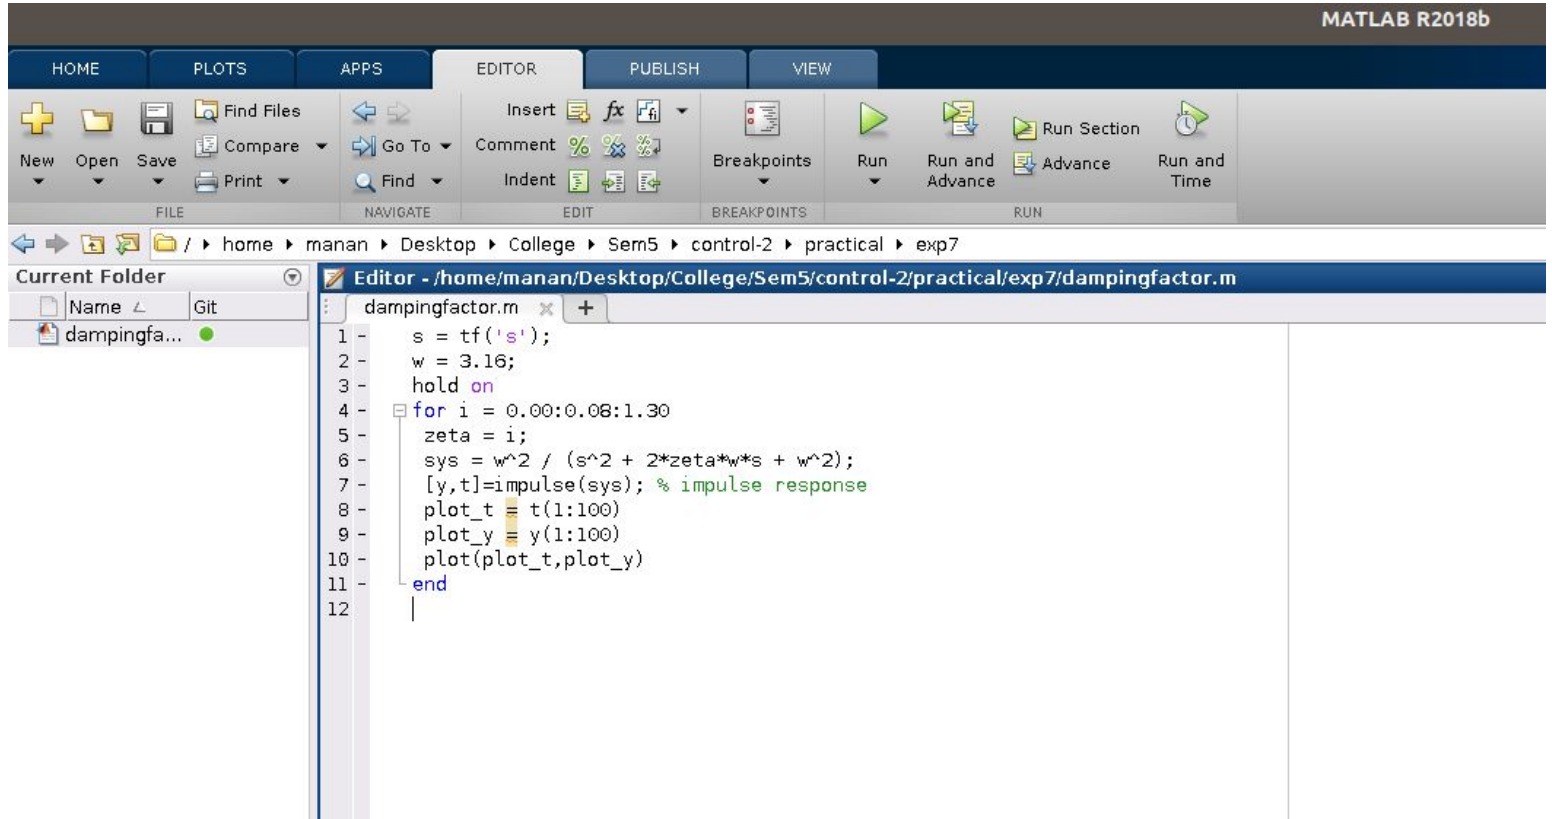 MATLAB R2018b
HOME PLOTS APPS EDITOR PUBLISH VIEW
New Open Save Find Files Compare Print
Go To Find
Insert fx fi
Comment % % %
Indent
Breakpoints
Run
Run and Advance
Run Section
Advance
Run and Time
FILE NAVIGATE EDIT BREAKPOINTS RUN
/ home manan Desktop College Sem5 control-2 practical exp7
Current Folder
Name Git
dampingfa...
Editor - /home/manan/Desktop/College/Sem5/control-2/practical/exp7/dampingfactor.m
dampingfactor.m × +
1 - s = tf('s');
2 - w = 3.16;
3 - hold on
4 - for i = 0.00:0.08:1.30
5 - zeta = i;
6 - sys = w^2 / (s^2 + 2*zeta*w*s + w^2);
7 - [y,t]=impulse(sys); % impulse response
8 - plot_t = t(1:100)
9 - plot_y = y(1:100)
10 - plot(plot_t,plot_y)
11 - end
12